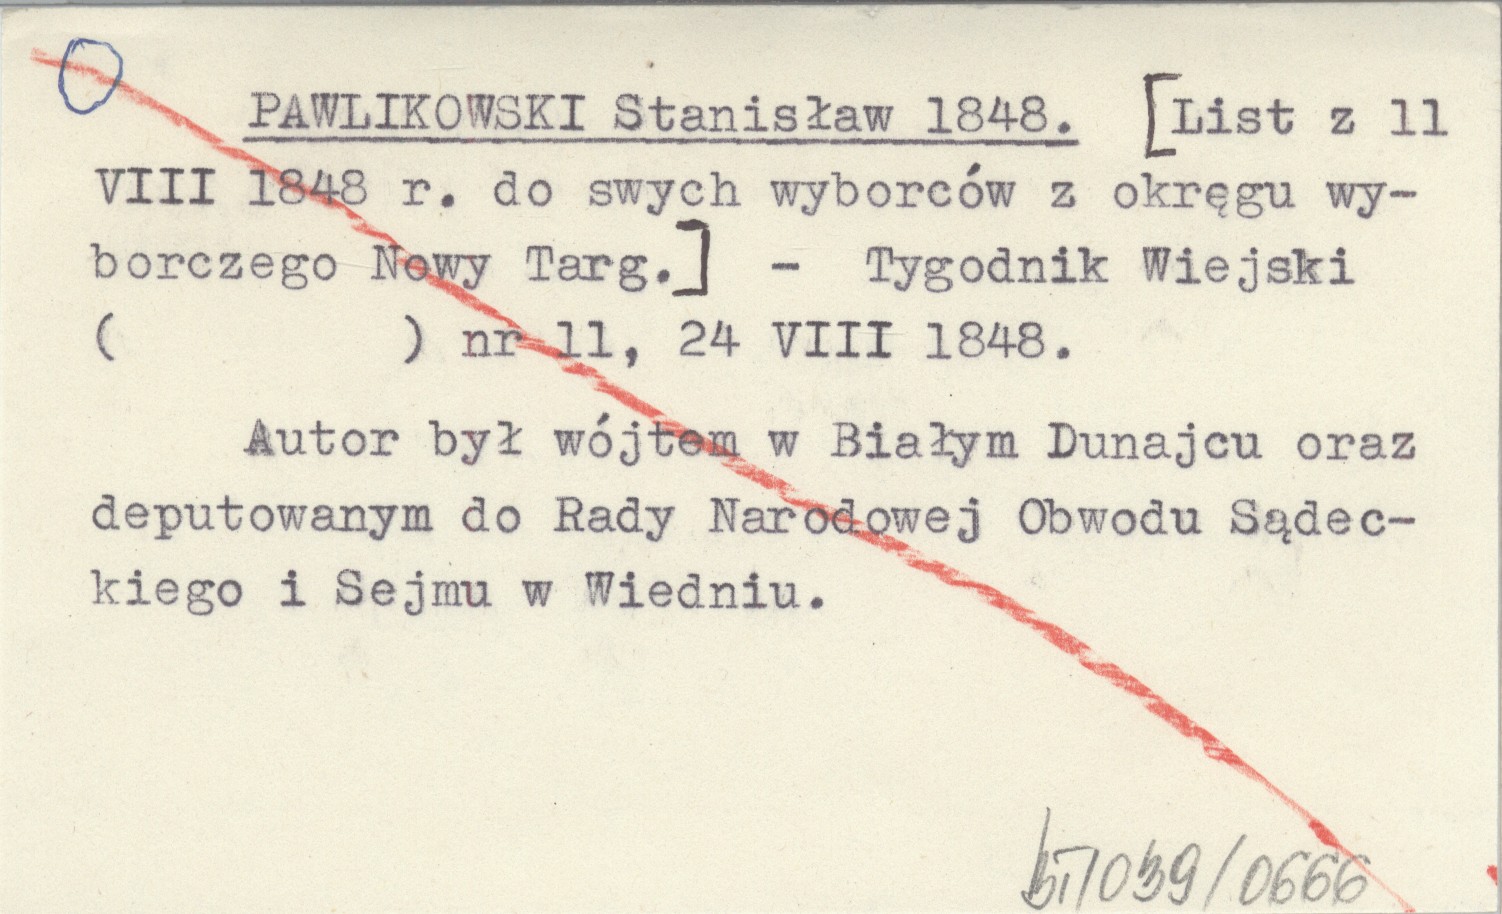 PAWLIKOWSKI Stanisław 1848. [List z 11
VIII 1848 r. do swych wyborców z okręgu wy-
borczego Nowy Targ.] - Tygodnik Wiejski
( ) nr 11, 24 VIII 1848.
Autor był wójtem w Białym Dunajcu oraz
deputowanym do Rady Narodowej Obwodu Sądec-
kiego i Sejmu w Wiedniu.
/039/0666